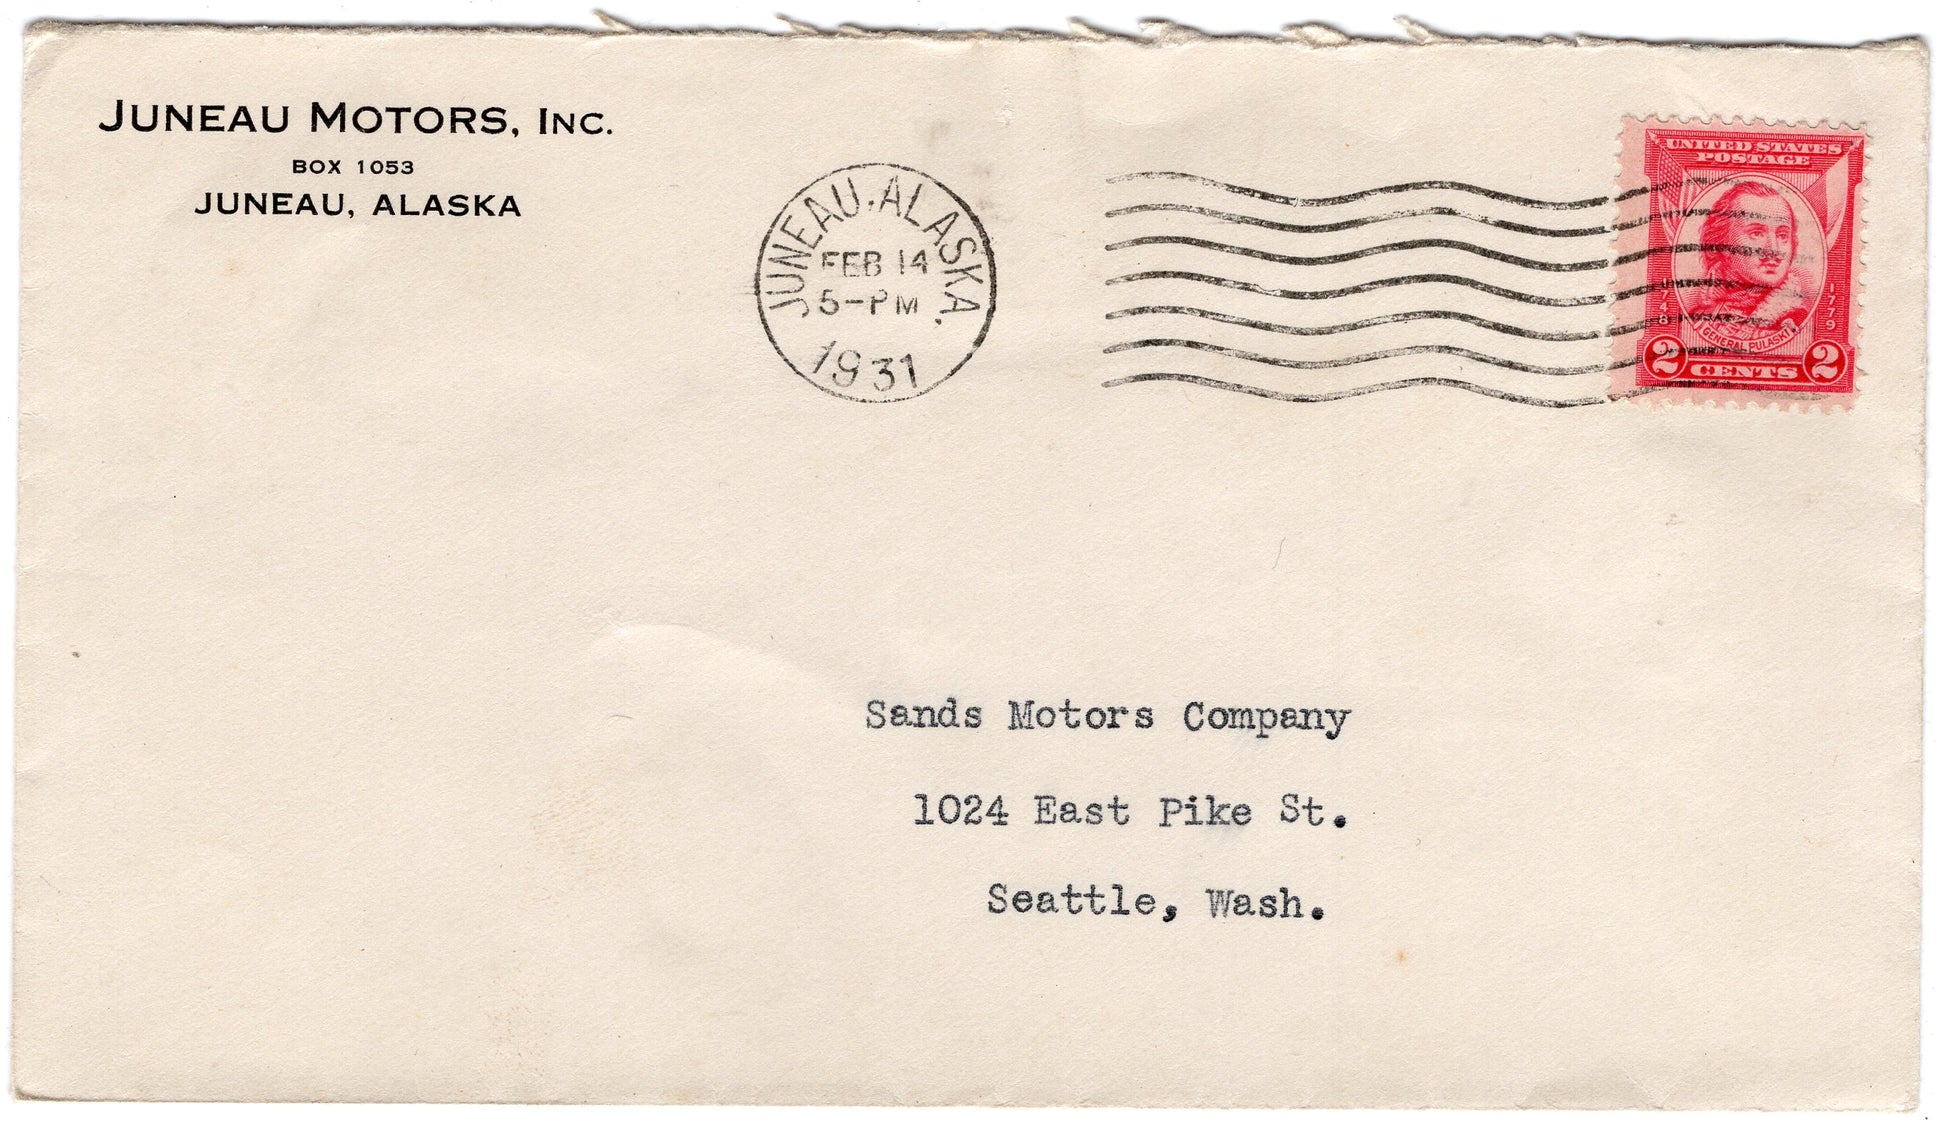 JUNEAU MOTORS, INC.
BOX 1053
JUNEAU, ALASKA
JUNEAU. ALASKA.
FEB 14
5-PM
1931
UNITED STATES
POSTAGE
1748
1779
GENERAL PULASKI
2 CENTS 2
Sands Motors Company
1024 East Pike St.
Seattle, Wash.